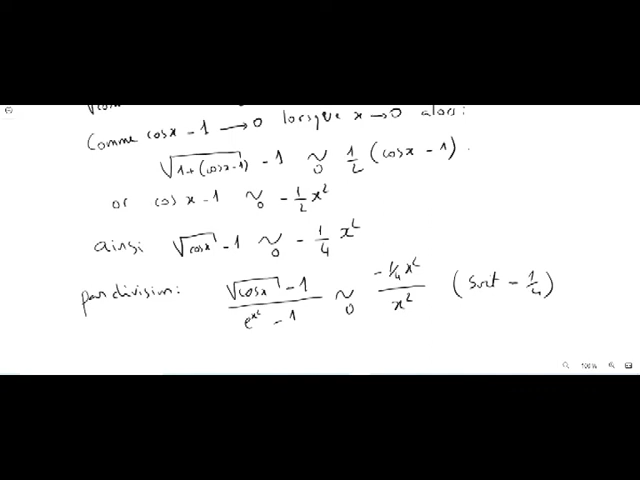 Comme cos x - 1 → 0 lorsque x → 0 alors:
√(1+(cos x-1)) - 1 ~₀ 1/2 (cos x - 1).
or cos x - 1 ~₀ - 1/2 x²
ainsi √cos x - 1 ~₀ - 1/4 x²
par division: (√cos x - 1)/(e^x² - 1) ~₀ (-1/4 x²)/x² (soit - 1/4)
100%